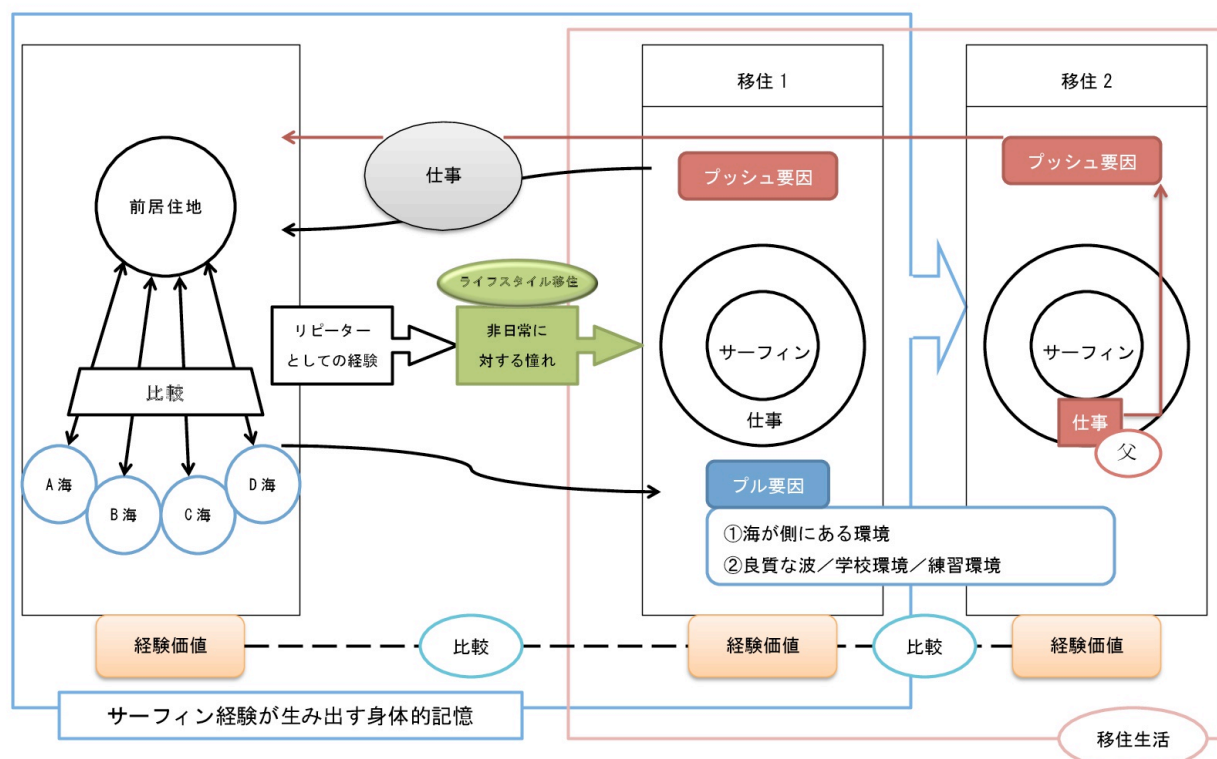 移住 1
移住 2
仕事
プッシュ要因
プッシュ要因
前居住地
ライフスタイル移住
リピーター
としての経験
非日常に
対する憧れ
サーフィン
仕事
サーフィン
仕事
父
比較
A 海
B 海
C 海
D 海
プル要因
①海が側にある環境
②良質な波／学校環境／練習環境
経験価値
比較
経験価値
比較
経験価値
サーフィン経験が生み出す身体的記憶
移住生活